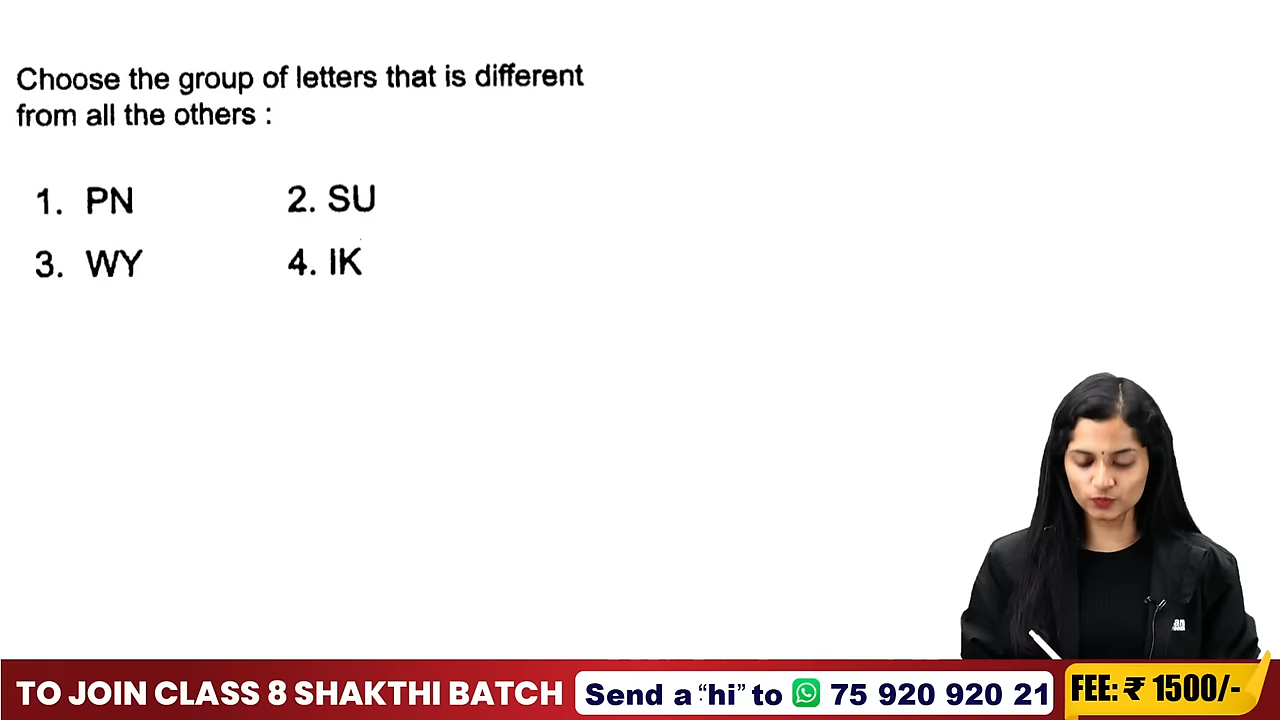 Choose the group of letters that is different
from all the others :
1. PN 2. SU
3. WY 4. IK
TO JOIN CLASS 8 SHAKTHI BATCH Send a “hi” to 75 920 920 21 FEE: ₹ 1500/-